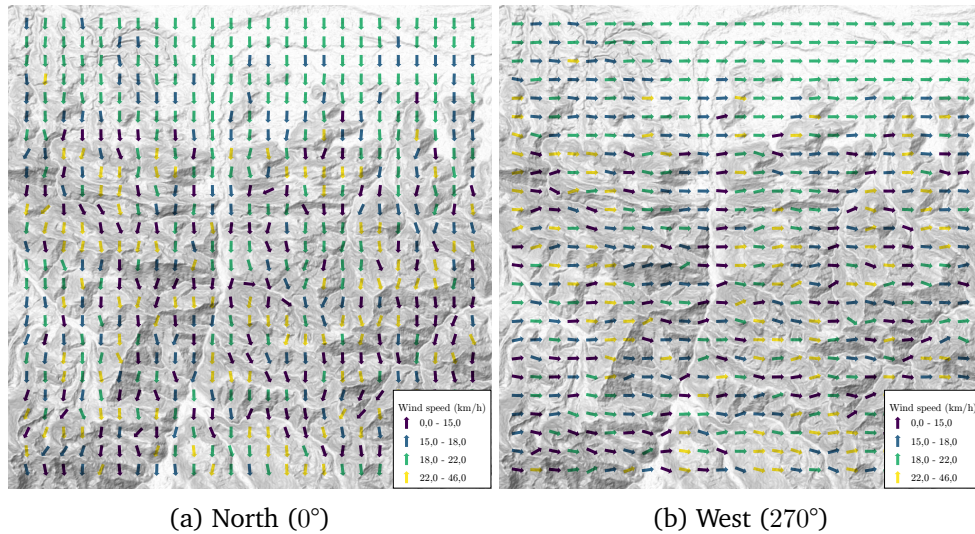 Wind speed (km/h)
0,0 - 15,0
15,0 - 18,0
18,0 - 22,0
22,0 - 46,0
Wind speed (km/h)
0,0 - 15,0
15,0 - 18,0
18,0 - 22,0
22,0 - 46,0
(a) North (0°)
(b) West (270°)